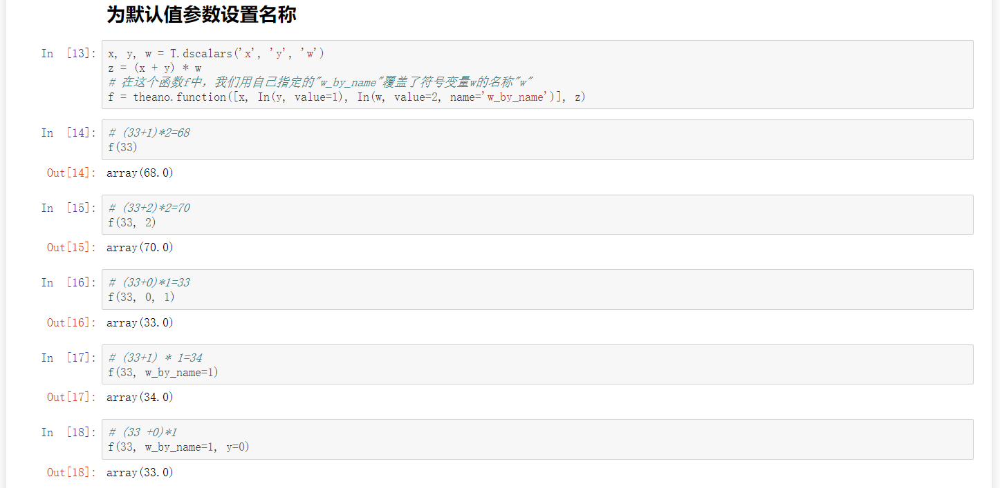 为默认值参数设置名称
In [13]: x, y, w = T.dscalars('x', 'y', 'w')
z = (x + y) * w
# 在这个函数f中，我们用自己指定的"w_by_name"覆盖了符号变量w的名称"w"
f = theano.function([x, In(y, value=1), In(w, value=2, name='w_by_name')], z)
In [14]: # (33+1)*2=68
f(33)
Out[14]: array(68.0)
In [15]: # (33+2)*2=70
f(33, 2)
Out[15]: array(70.0)
In [16]: # (33+0)*1=33
f(33, 0, 1)
Out[16]: array(33.0)
In [17]: # (33+1) * 1=34
f(33, w_by_name=1)
Out[17]: array(34.0)
In [18]: # (33 +0)*1
f(33, w_by_name=1, y=0)
Out[18]: array(33.0)